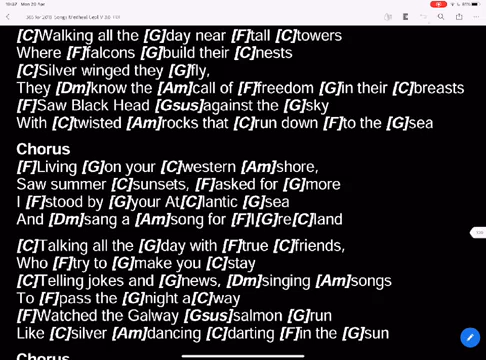 [C]Walking all the [G]day near [F]tall [C]towers
Where [F]falcons [G]build their [C]nests
[C]Silver winged they [G]fly,
They [Dm]know the [Am]call of [F]freedom [G]in their [C]breasts
[F]Saw Black Head [Gsus]against the [G]sky
With [C]twisted [Am]rocks that [C]run down [F]to the [G]sea
Chorus
[F]Living [G]on your [C]western [Am]shore,
Saw summer [C]sunsets, [F]asked for [G]more
I [F]stood by [G]your At[C]lantic [G]sea
And [Dm]sang a [Am]song for [F]I[G]re[C]land
[C]Talking all the [G]day with [F]true [C]friends,
Who [F]try to [G]make you [C]stay
[C]Telling jokes and [G]news, [Dm]singing [Am]songs
To [F]pass the [G]night a[C]way
[F]Watched the Galway [Gsus]salmon [G]run
Like [C]silver [Am]dancing [C]darting [F]in the [G]sun
Chorus